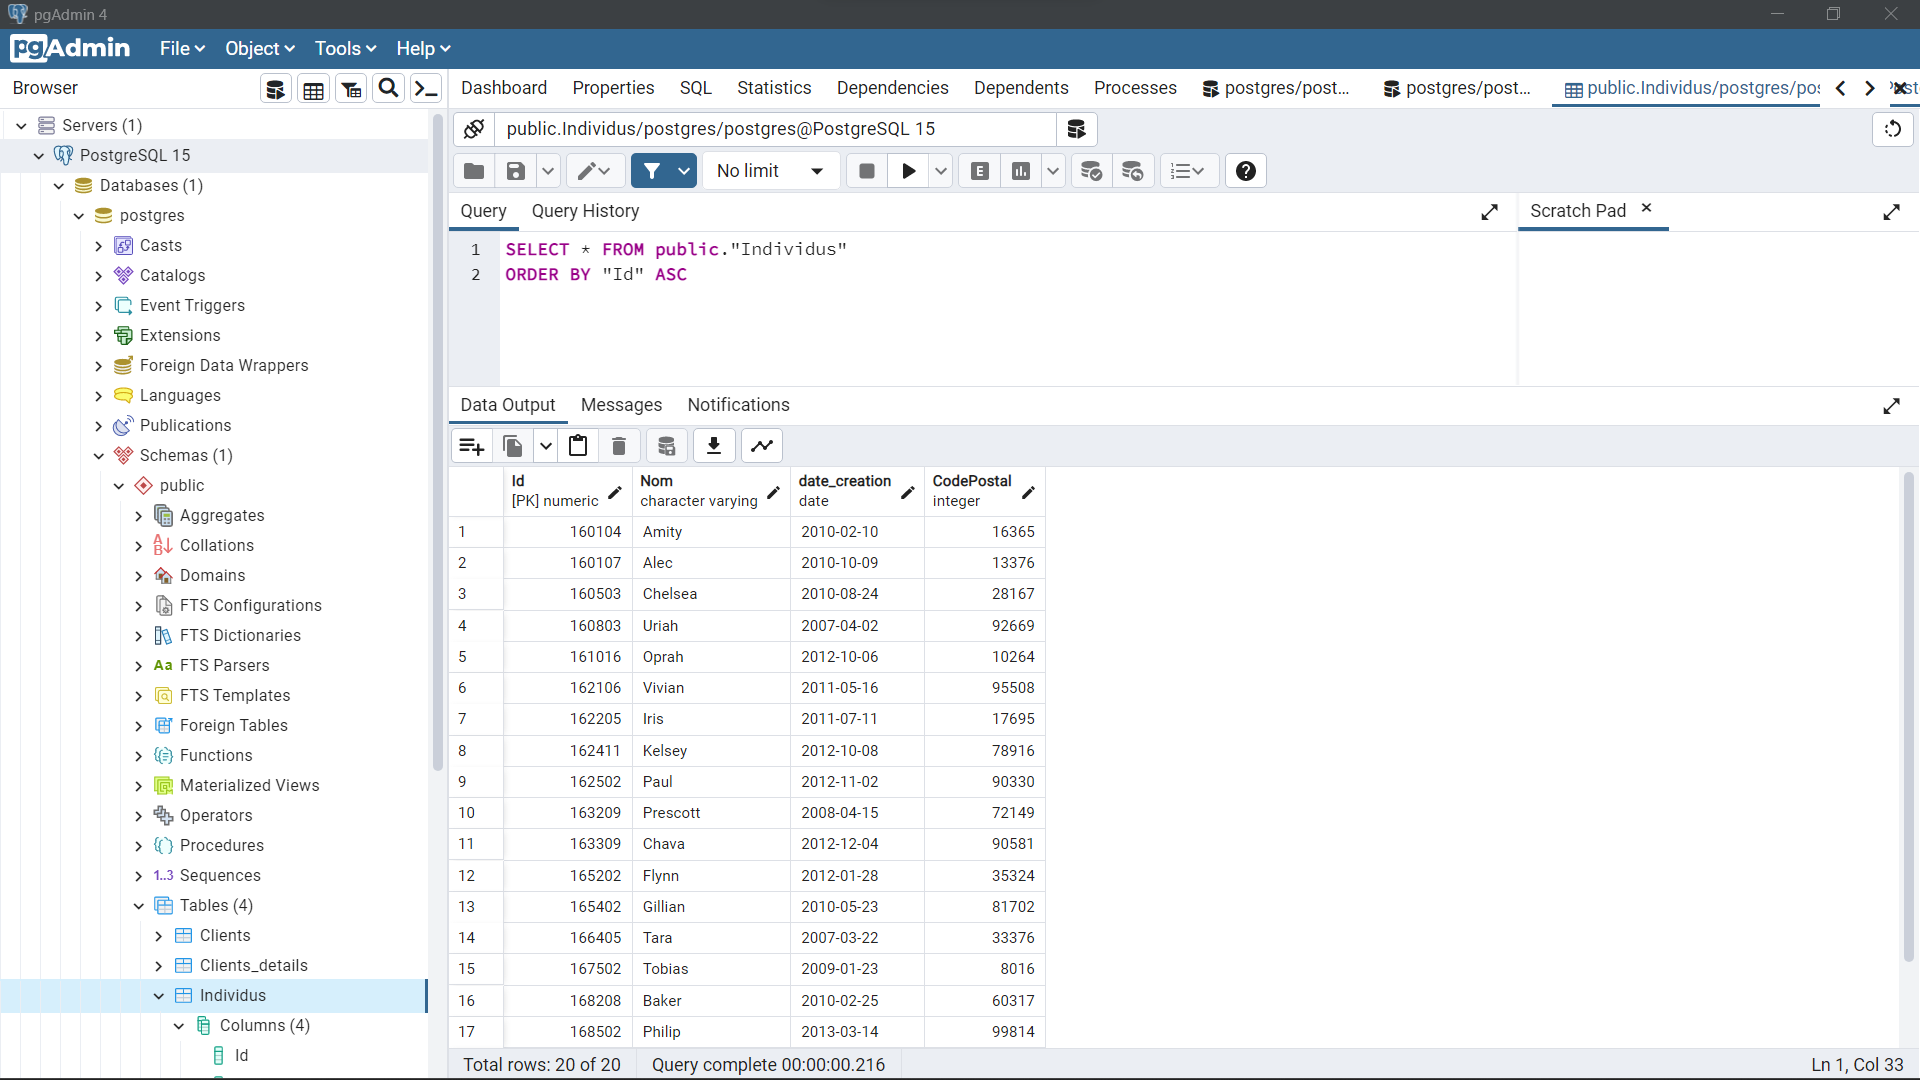 pgAdmin 4
pgAdmin File Object Tools Help
Browser
Dashboard Properties SQL Statistics Dependencies Dependents Processes postgres/post... postgres/post... public.Individus/postgres/pos
Servers (1)
PostgreSQL 15
Databases (1)
postgres
Casts
Catalogs
Event Triggers
Extensions
Foreign Data Wrappers
Languages
Publications
Schemas (1)
public
Aggregates
Collations
Domains
FTS Configurations
FTS Dictionaries
Aa FTS Parsers
FTS Templates
Foreign Tables
Functions
Materialized Views
Operators
Procedures
1..3 Sequences
Tables (4)
Clients
Clients_details
Individus
Columns (4)
Id
public.Individus/postgres/postgres@PostgreSQL 15
No limit
E
Query Query History
Scratch Pad
1 SELECT * FROM public."Individus"
2 ORDER BY "Id" ASC
Data Output Messages Notifications
Id Nom date_creation CodePostal
[PK] numeric character varying date integer
1 160104 Amity 2010-02-10 16365
2 160107 Alec 2010-10-09 13376
3 160503 Chelsea 2010-08-24 28167
4 160803 Uriah 2007-04-02 92669
5 161016 Oprah 2012-10-06 10264
6 162106 Vivian 2011-05-16 95508
7 162205 Iris 2011-07-11 17695
8 162411 Kelsey 2012-10-08 78916
9 162502 Paul 2012-11-02 90330
10 163209 Prescott 2008-04-15 72149
11 163309 Chava 2012-12-04 90581
12 165202 Flynn 2012-01-28 35324
13 165402 Gillian 2010-05-23 81702
14 166405 Tara 2007-03-22 33376
15 167502 Tobias 2009-01-23 8016
16 168208 Baker 2010-02-25 60317
17 168502 Philip 2013-03-14 99814
Total rows: 20 of 20 Query complete 00:00:00.216 Ln 1, Col 33